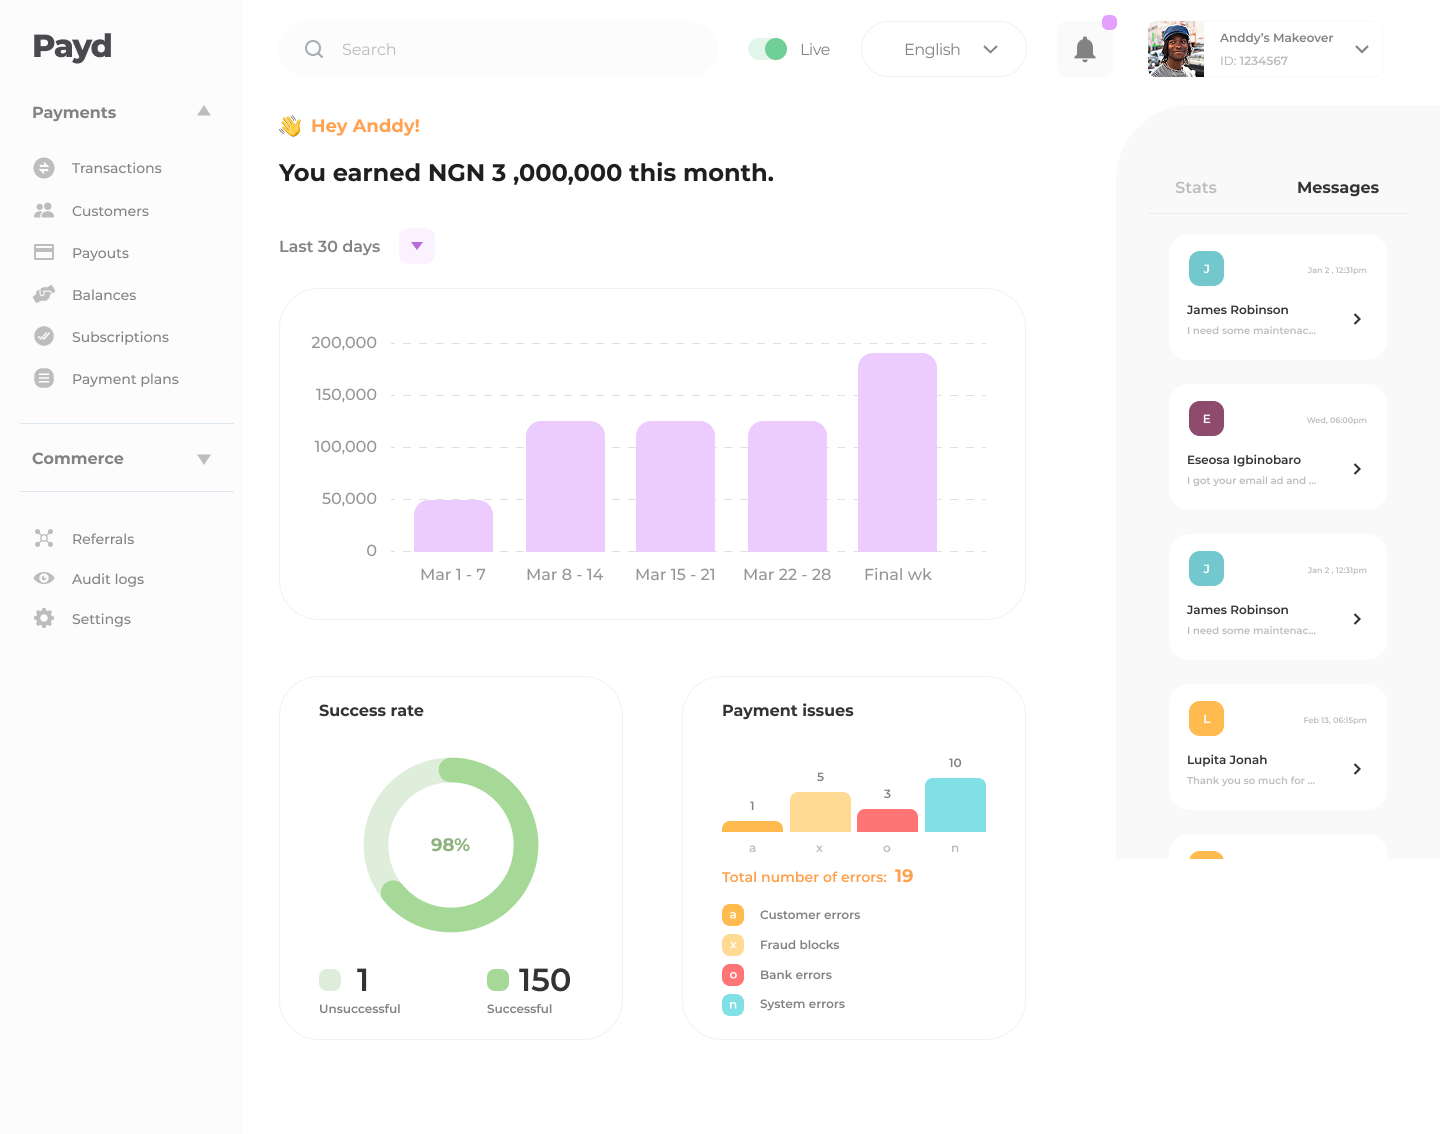 Payd
Search
Live
English
Anddy's Makeover
ID: 1234567
Payments
Transactions
Customers
Payouts
Balances
Subscriptions
Payment plans
Commerce
Referrals
Audit logs
Settings
Hey Anddy!
You earned NGN 3 ,000,000 this month.
Last 30 days
200,000
150,000
100,000
50,000
0
Mar 1 - 7
Mar 8 - 14
Mar 15 - 21
Mar 22 - 28
Final wk
Success rate
98%
1
Unsuccessful
150
Successful
Payment issues
1
5
3
10
a
x
o
n
Total number of errors: 19
a Customer errors
x Fraud blocks
o Bank errors
n System errors
Stats
Messages
J
Jan 2 , 12:31pm
James Robinson
I need some maintenac...
E
Wed, 06:00pm
Eseosa Igbinobaro
I got your email ad and ...
J
Jan 2 , 12:31pm
James Robinson
I need some maintenac...
L
Feb 13, 06:15pm
Lupita Jonah
Thank you so much for ...